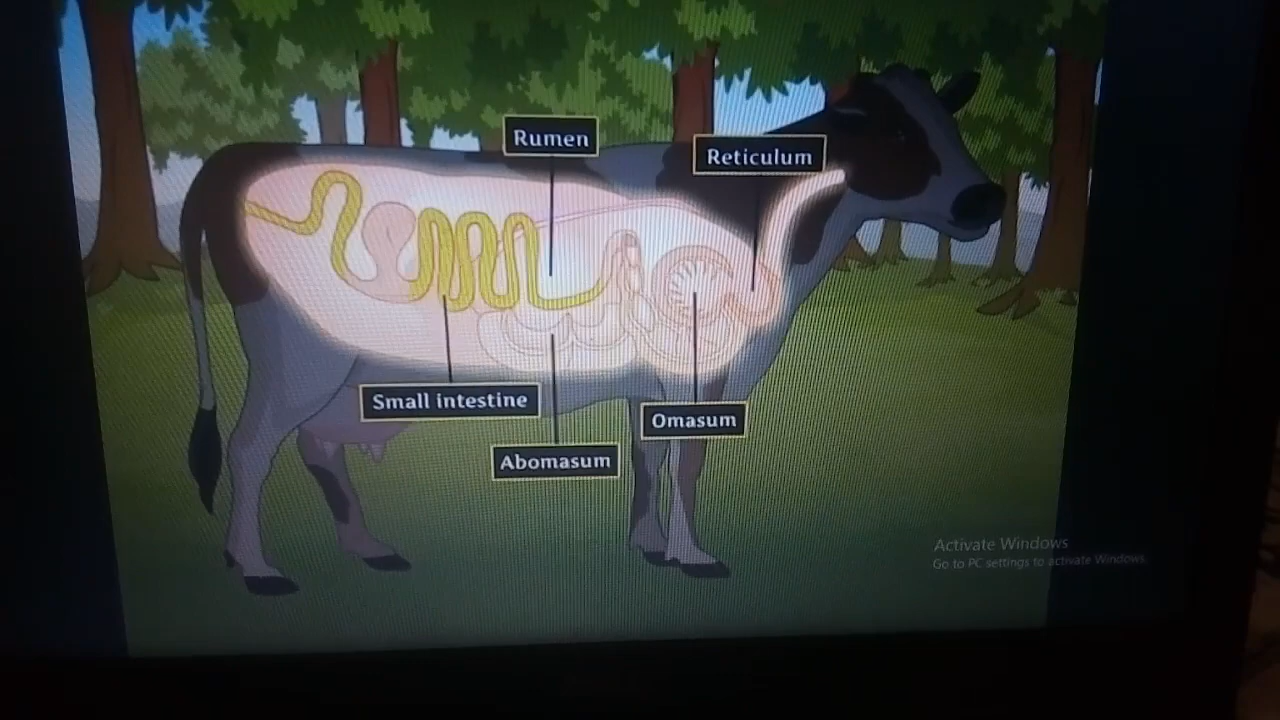 Rumen
Reticulum
Small intestine
Omasum
Abomasum
Activate Windows
Go to PC settings to activate Windows.